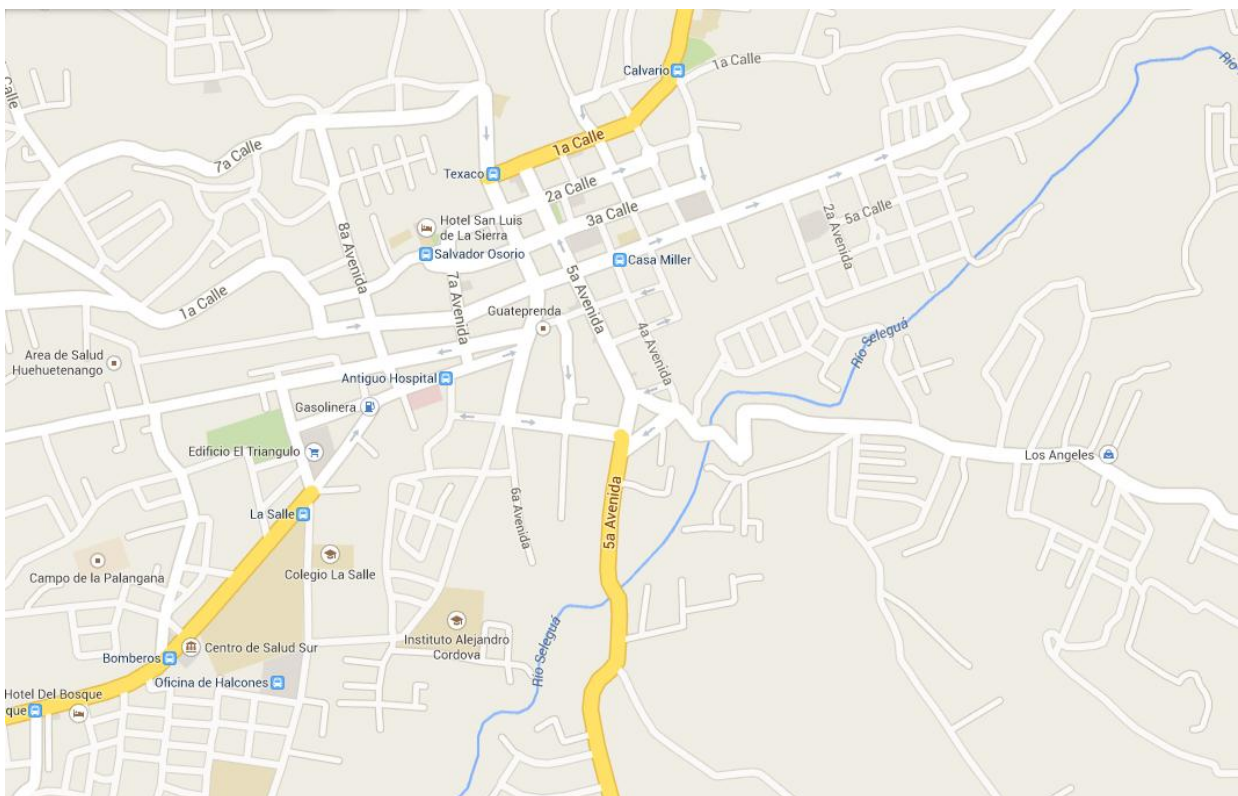 Calvario
1a Calle
Río
Calle
7a Calle
1a Calle
Texaco
2a Calle
3a Calle
2a Avenida
5a Calle
8a Avenida
Hotel San Luis
de La Sierra
Salvador Osorio
7a Avenida
5a Avenida
Casa Miller
1a Calle
Guateprenda
4a Avenida
Río Seleguá
Area de Salud
Huehuetenango
Antiguo Hospital
Gasolinera
Edificio El Triangulo
Los Angeles
La Salle
6a Avenida
5a Avenida
Colegio La Salle
Campo de la Palangana
Instituto Alejandro
Cordova
Río Seleguá
Centro de Salud Sur
Bomberos
Oficina de Halcones
Hotel Del Bosque
que